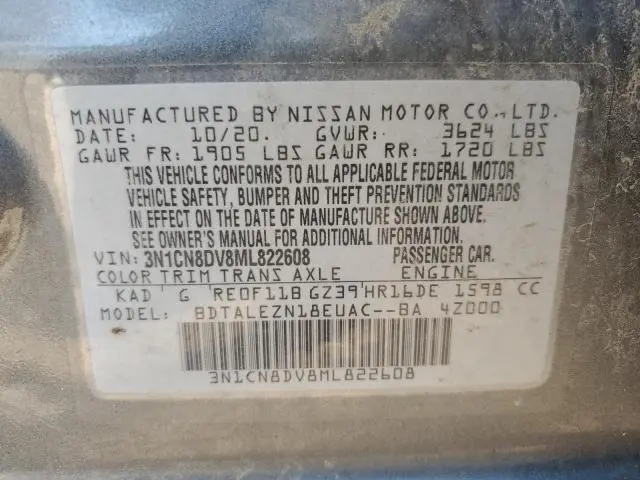 MANUFACTURED BY NISSAN MOTOR CO., LTD.
DATE: 10/20. GVWR: 3624 LBS
GAWR FR: 1905 LBS GAWR RR: 1720 LBS
THIS VEHICLE CONFORMS TO ALL APPLICABLE FEDERAL MOTOR
VEHICLE SAFETY, BUMPER AND THEFT PREVENTION STANDARDS
IN EFFECT ON THE DATE OF MANUFACTURE SHOWN ABOVE.
SEE OWNER'S MANUAL FOR ADDITIONAL INFORMATION.
VIN: 3N1CN8DV8ML822608 PASSENGER CAR.
COLOR TRIM TRANS AXLE ENGINE
KAD G RE0F11B GZ39 HR16DE 1598 CC
MODEL: BDTALEZN18EUAC--BA 4Z000
3N1CN8DV8ML822608